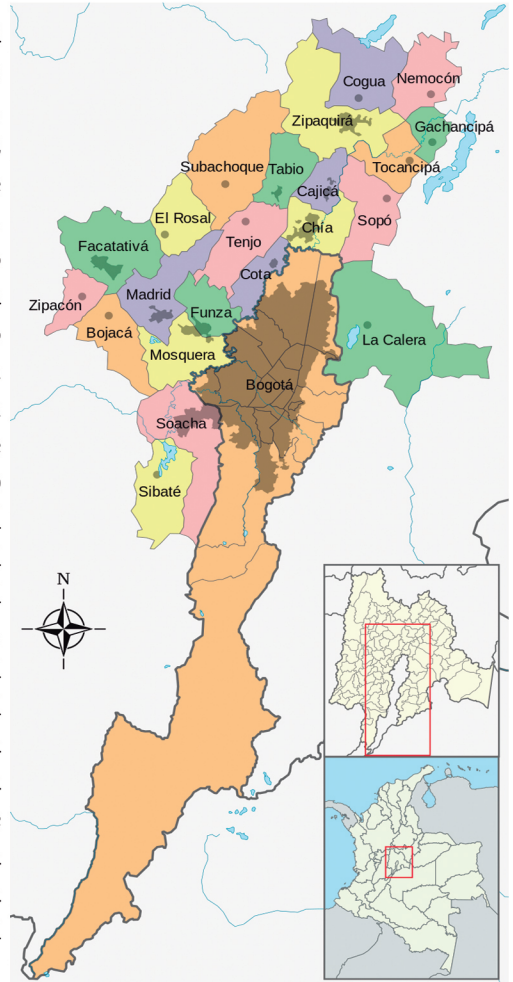 Cogua
Nemocón
Zipaquirá
Gachancipá
Subachoque
Tabio
Tocancipá
Cajicá
El Rosal
Chía
Sopó
Facatativá
Tenjo
Cota
Zipacón
Madrid
Funza
Bojacá
La Calera
Mosquera
Bogotá
Soacha
Sibaté
N